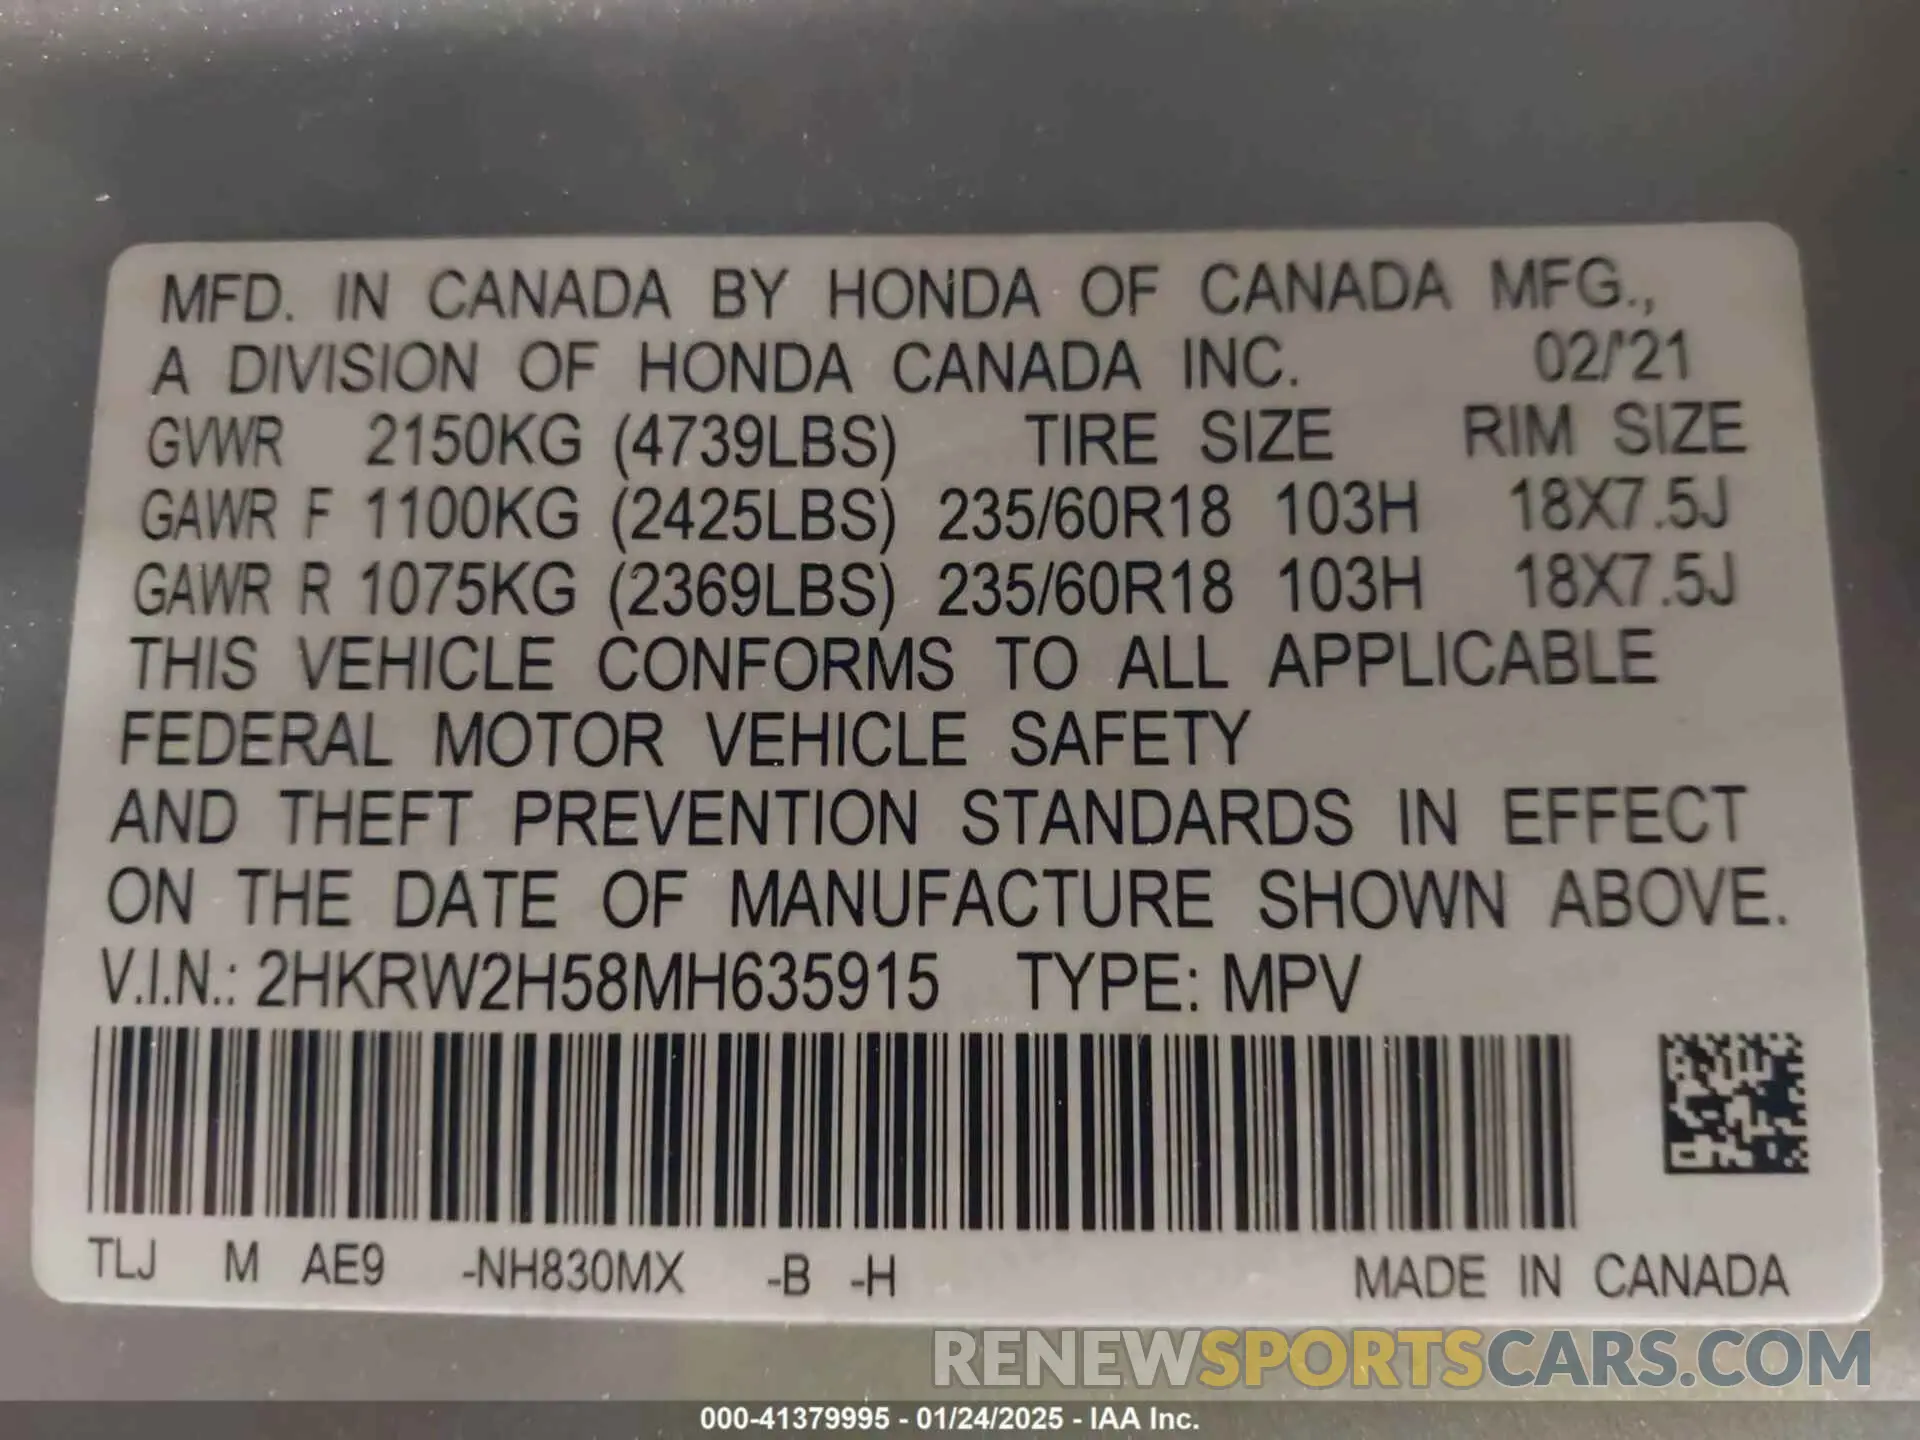 MFD. IN CANADA BY HONDA OF CANADA MFG.,
A DIVISION OF HONDA CANADA INC. 02/'21
GVWR 2150KG (4739LBS) TIRE SIZE RIM SIZE
GAWR F 1100KG (2425LBS) 235/60R18 103H 18X7.5J
GAWR R 1075KG (2369LBS) 235/60R18 103H 18X7.5J
THIS VEHICLE CONFORMS TO ALL APPLICABLE
FEDERAL MOTOR VEHICLE SAFETY
AND THEFT PREVENTION STANDARDS IN EFFECT
ON THE DATE OF MANUFACTURE SHOWN ABOVE.
V.I.N.: 2HKRW2H58MH635915 TYPE: MPV
TLJ M AE9 -NH830MX -B -H MADE IN CANADA
RENEWSPORTSCARS.COM
000-41379995 - 01/24/2025 - IAA Inc.